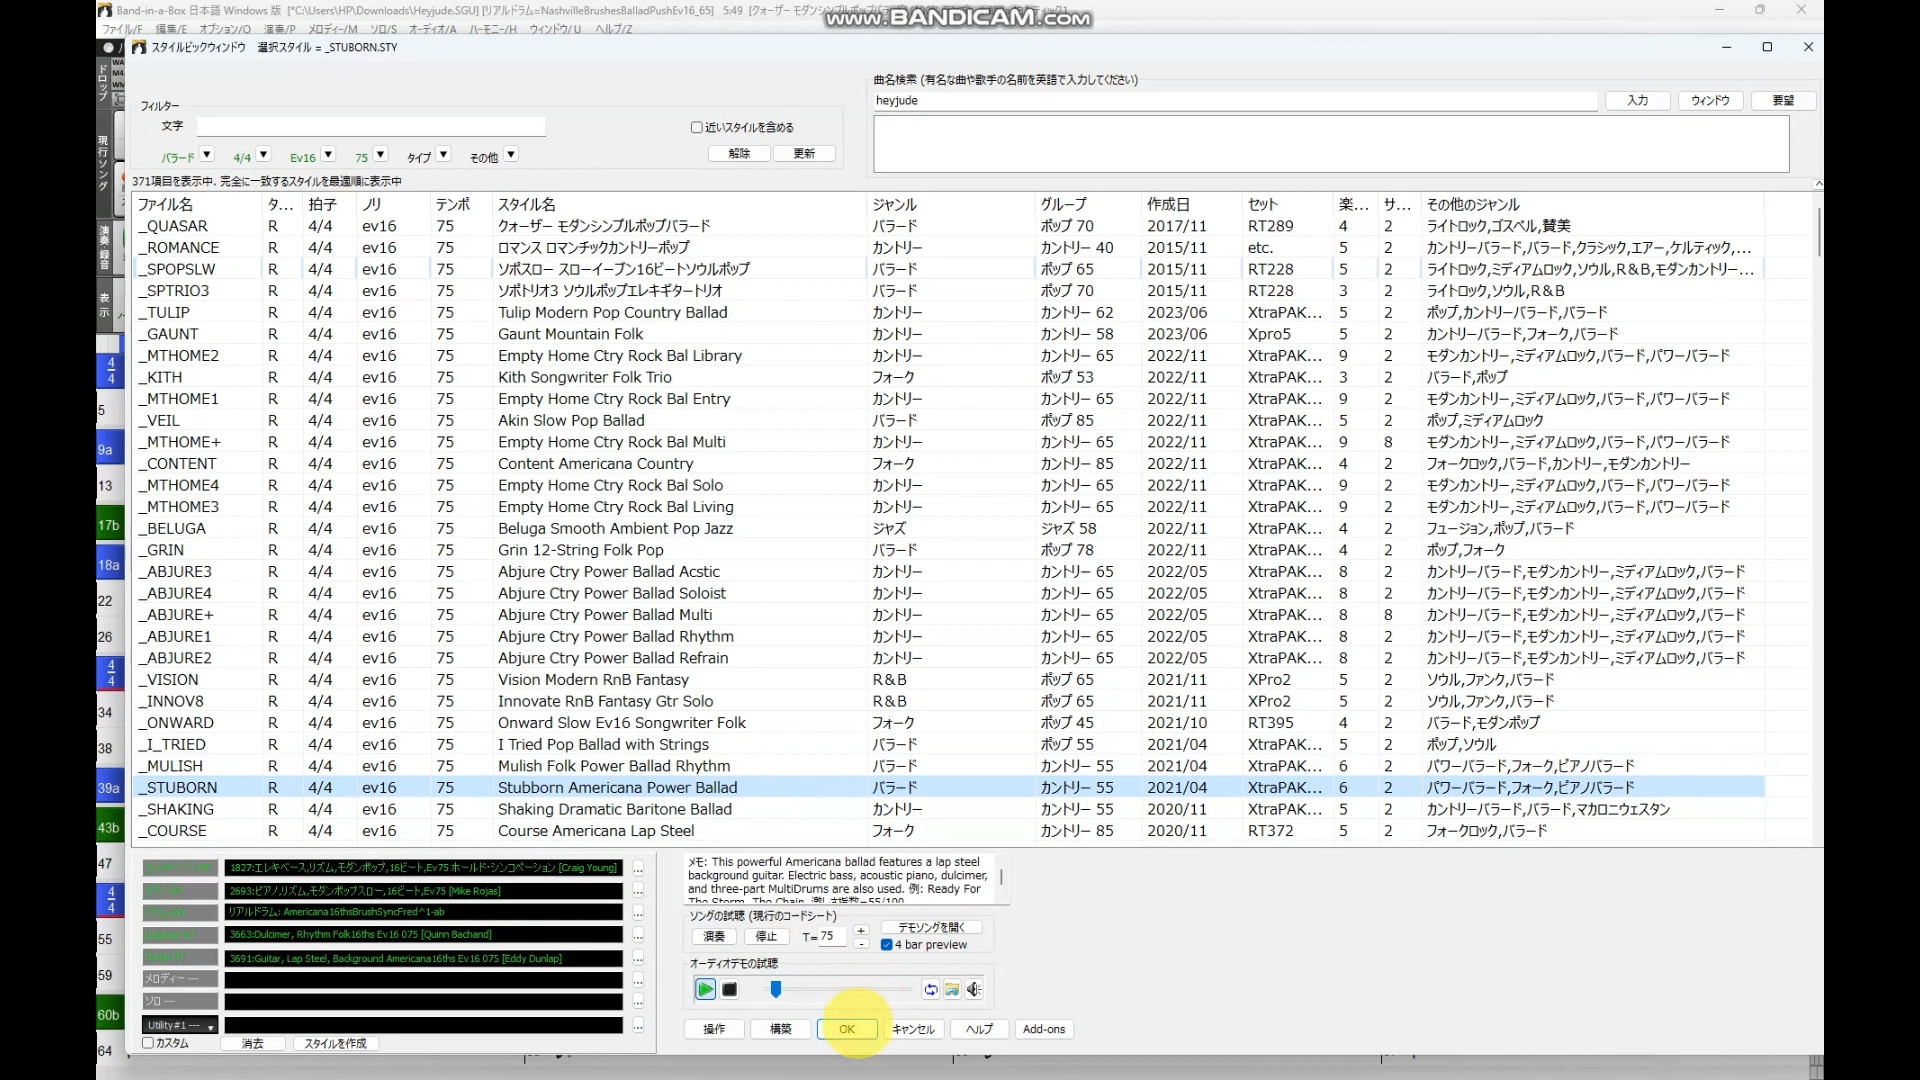 Band-in-a-Box 日本語 Windows 版 [*C:\Users\HP\Downloads\Heyjude.SGU] [リアルドラム=NashvilleBrushesBalladPushEv16_65] 5:49
www.BANDICAM.com
ファイル/F 編集/E オプション/O 演奏/P メロディー/M ソロ/S オーディオ/A ハーモニー/H ウィンドウ/U ヘルプ/Z
スタイルピックウィンドウ 選択スタイル = _STUBORN.STY
曲名検索 (有名な曲や歌手の名前を英語で入力してください)
heyjude 入力 ウィンドウ 要望
フィルター
文字 近いスタイルを含める
バラード 4/4 Ev16 75 タイプ その他 解除 更新
371項目を表示中. 完全に一致するスタイルを最適順に表示中
ファイル名 タ... 拍子 ノリ テンポ スタイル名 ジャンル グループ 作成日 セット 楽... サ... その他のジャンル
_QUASAR R 4/4 ev16 75 クォーザー モダンシンプルポップバラード バラード ポップ 70 2017/11 RT289 4 2 ライトロック,ゴスペル,賛美
_ROMANCE R 4/4 ev16 75 ロマンス ロマンチックカントリーポップ カントリー カントリー 40 2015/11 etc. 5 2 カントリーバラード,バラード,クラシック,エアー,ケルティック,...
_SPOPSLW R 4/4 ev16 75 ソポスロー スローイーブン16ビートソウルポップ バラード ポップ 65 2015/11 RT228 5 2 ライトロック,ミディアムロック,ソウル,R&B,モダンカントリー...
_SPTRIO3 R 4/4 ev16 75 ソポトリオ3 ソウルポップエレキギタートリオ バラード ポップ 70 2015/11 RT228 3 2 ライトロック,ソウル,R&B
_TULIP R 4/4 ev16 75 Tulip Modern Pop Country Ballad カントリー カントリー 62 2023/06 XtraPAK... 5 2 ポップ,カントリーバラード,バラード
_GAUNT R 4/4 ev16 75 Gaunt Mountain Folk カントリー カントリー 58 2023/06 Xpro5 5 2 カントリーバラード,フォーク,バラード
_MTHOME2 R 4/4 ev16 75 Empty Home Ctry Rock Bal Library カントリー カントリー 65 2022/11 XtraPAK... 9 2 モダンカントリー,ミディアムロック,バラード,パワーバラード
_KITH R 4/4 ev16 75 Kith Songwriter Folk Trio フォーク ポップ 53 2022/11 XtraPAK... 3 2 バラード,ポップ
_MTHOME1 R 4/4 ev16 75 Empty Home Ctry Rock Bal Entry カントリー カントリー 65 2022/11 XtraPAK... 9 2 モダンカントリー,ミディアムロック,バラード,パワーバラード
_VEIL R 4/4 ev16 75 Akin Slow Pop Ballad バラード ポップ 85 2022/11 XtraPAK... 5 2 ポップ,ミディアムロック
_MTHOME+ R 4/4 ev16 75 Empty Home Ctry Rock Bal Multi カントリー カントリー 65 2022/11 XtraPAK... 9 8 モダンカントリー,ミディアムロック,バラード,パワーバラード
_CONTENT R 4/4 ev16 75 Content Americana Country フォーク カントリー 85 2022/11 XtraPAK... 4 2 フォークロック,バラード,カントリー,モダンカントリー
_MTHOME4 R 4/4 ev16 75 Empty Home Ctry Rock Bal Solo カントリー カントリー 65 2022/11 XtraPAK... 9 2 モダンカントリー,ミディアムロック,バラード,パワーバラード
_MTHOME3 R 4/4 ev16 75 Empty Home Ctry Rock Bal Living カントリー カントリー 65 2022/11 XtraPAK... 9 2 モダンカントリー,ミディアムロック,バラード,パワーバラード
_BELUGA R 4/4 ev16 75 Beluga Smooth Ambient Pop Jazz ジャズ ジャズ 58 2022/11 XtraPAK... 4 2 フュージョン,ポップ,バラード
_GRIN R 4/4 ev16 75 Grin 12-String Folk Pop バラード ポップ 78 2022/11 XtraPAK... 4 2 ポップ,フォーク
_ABJURE3 R 4/4 ev16 75 Abjure Ctry Power Ballad Acstic カントリー カントリー 65 2022/05 XtraPAK... 8 2 カントリーバラード,モダンカントリー,ミディアムロック,バラード
_ABJURE4 R 4/4 ev16 75 Abjure Ctry Power Ballad Soloist カントリー カントリー 65 2022/05 XtraPAK... 8 2 カントリーバラード,モダンカントリー,ミディアムロック,バラード
_ABJURE+ R 4/4 ev16 75 Abjure Ctry Power Ballad Multi カントリー カントリー 65 2022/05 XtraPAK... 8 8 カントリーバラード,モダンカントリー,ミディアムロック,バラード
_ABJURE1 R 4/4 ev16 75 Abjure Ctry Power Ballad Rhythm カントリー カントリー 65 2022/05 XtraPAK... 8 2 カントリーバラード,モダンカントリー,ミディアムロック,バラード
_ABJURE2 R 4/4 ev16 75 Abjure Ctry Power Ballad Refrain カントリー カントリー 65 2022/05 XtraPAK... 8 2 カントリーバラード,モダンカントリー,ミディアムロック,バラード
_VISION R 4/4 ev16 75 Vision Modern RnB Fantasy R&B ポップ 65 2021/11 XPro2 5 2 ソウル,ファンク,バラード
_INNOV8 R 4/4 ev16 75 Innovate RnB Fantasy Gtr Solo R&B ポップ 65 2021/11 XPro2 5 2 ソウル,ファンク,バラード
_ONWARD R 4/4 ev16 75 Onward Slow Ev16 Songwriter Folk フォーク ポップ 45 2021/10 RT395 4 2 バラード,モダンポップ
_I_TRIED R 4/4 ev16 75 I Tried Pop Ballad with Strings バラード ポップ 55 2021/04 XtraPAK... 5 2 ポップ,ソウル
_MULISH R 4/4 ev16 75 Mulish Folk Power Ballad Rhythm バラード カントリー 55 2021/04 XtraPAK... 6 2 パワーバラード,フォーク,ピアノバラード
_STUBORN R 4/4 ev16 75 Stubborn Americana Power Ballad バラード カントリー 55 2021/04 XtraPAK... 6 2 パワーバラード,フォーク,ピアノバラード
_SHAKING R 4/4 ev16 75 Shaking Dramatic Baritone Ballad カントリー カントリー 55 2020/11 XtraPAK... 5 2 カントリーバラード,バラード,マカロニウェスタン
_COURSE R 4/4 ev16 75 Course Americana Lap Steel フォーク カントリー 85 2020/11 RT372 5 2 フォークロック,バラード
ドロップ
現行ソング
演奏・録音
表示
4/4
5
9a
13
17b
18a
22
26
4/4
34
38
39a
43b
47
4/4
55
59
60b
64
1827:エレキベース,リズム,モダンポップ,16ビート,Ev75 ホールド・シンコペーション [Craig Young] ...
2693:ピアノ,リズム,モダンポップスロー,16ビート,Ev75 [Mike Rojas] ...
リアルドラム: Americana16thsBrushSyncFred^1-ab ...
3663:Dulcimer, Rhythm Folk16ths Ev16 075 [Quinn Bachand] ...
3691:Guitar, Lap Steel, Background Americana16ths Ev16 075 [Eddy Dunlap] ...
メロディー --- ...
ソロ --- ...
Utility#1 --- ...
カスタム 消去 スタイルを作成
メモ: This powerful Americana ballad features a lap steel
background guitar. Electric bass, acoustic piano, dulcimer,
and three-part MultiDrums are also used. 例: Ready For
The Storm, The Chain. 激しさ指数=55/100
ソングの試聴 (現行のコードシート)
演奏 停止 T= 75 + - デモソングを開く
4 bar preview
オーディオデモの試聴
操作 構築 OK キャンセル ヘルプ Add-ons